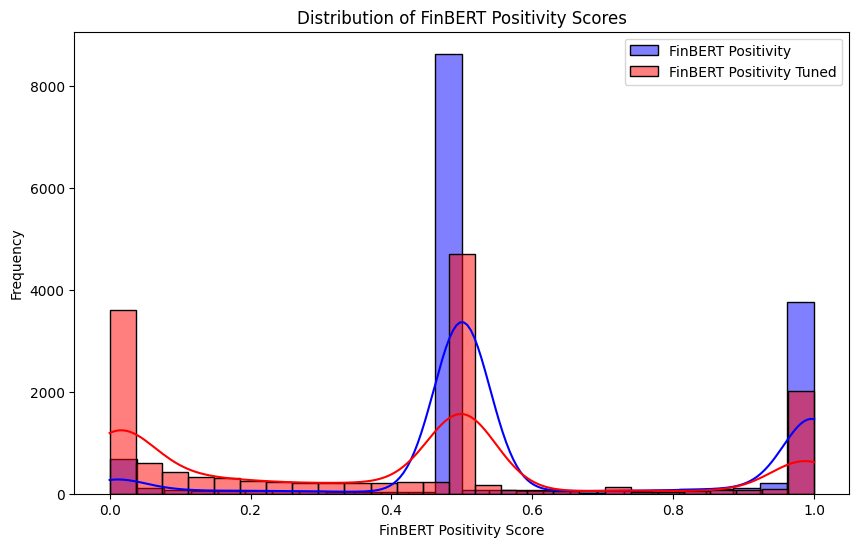 Distribution of FinBERT Positivity Scores
FinBERT Positivity
FinBERT Positivity Tuned
Frequency
8000
6000
4000
2000
0
0.0 0.2 0.4 0.6 0.8 1.0
FinBERT Positivity Score